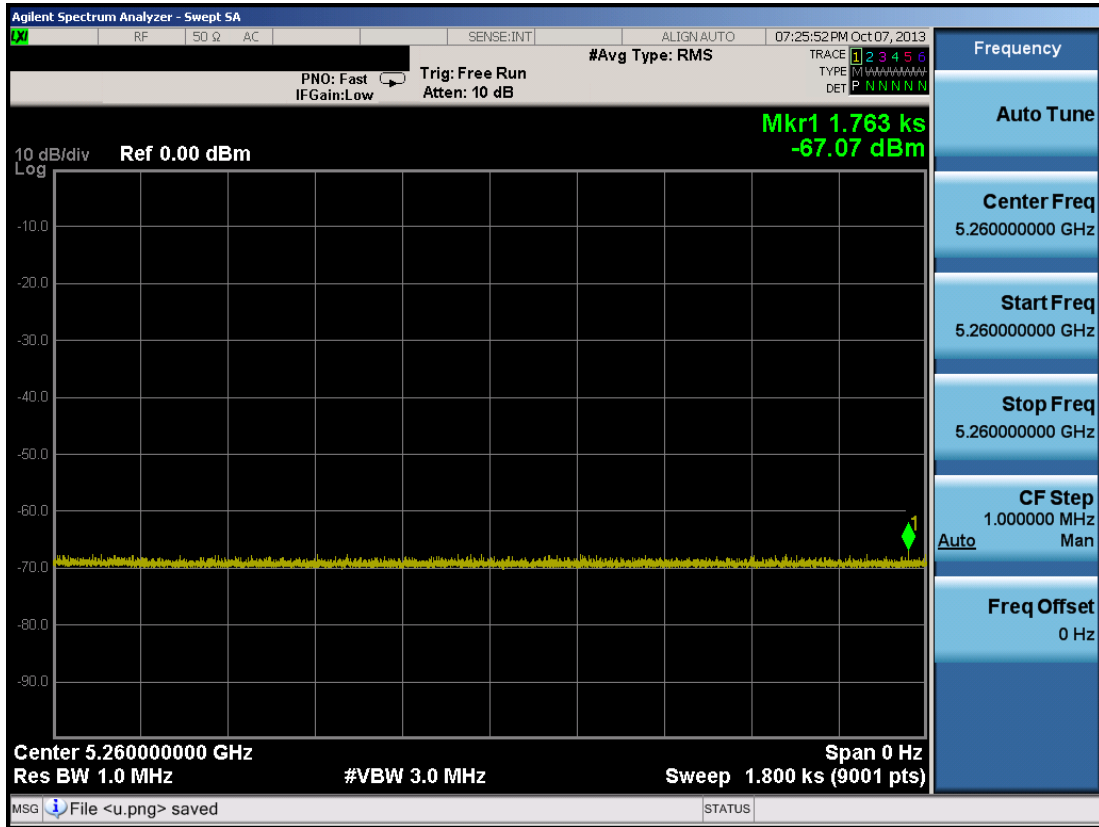 Agilent Spectrum Analyzer - Swept SA
LXI RF 50 Ω AC SENSE:INT ALIGN AUTO 07:25:52 PM Oct 07, 2013
#Avg Type: RMS TRACE 1 2 3 4 5 6
PNO: Fast Trig: Free Run TYPE M WWWWW
IFGain:Low Atten: 10 dB DET P N N N N N
Mkr1 1.763 ks
10 dB/div Ref 0.00 dBm -67.07 dBm
Log
-10.0
-20.0
-30.0
-40.0
-50.0
-60.0
1
-70.0
-80.0
-90.0
Center 5.260000000 GHz Span 0 Hz
Res BW 1.0 MHz #VBW 3.0 MHz Sweep 1.800 ks (9001 pts)
MSG File <u.png> saved STATUS
Frequency
Auto Tune
Center Freq
5.260000000 GHz
Start Freq
5.260000000 GHz
Stop Freq
5.260000000 GHz
CF Step
1.000000 MHz
Auto Man
Freq Offset
0 Hz